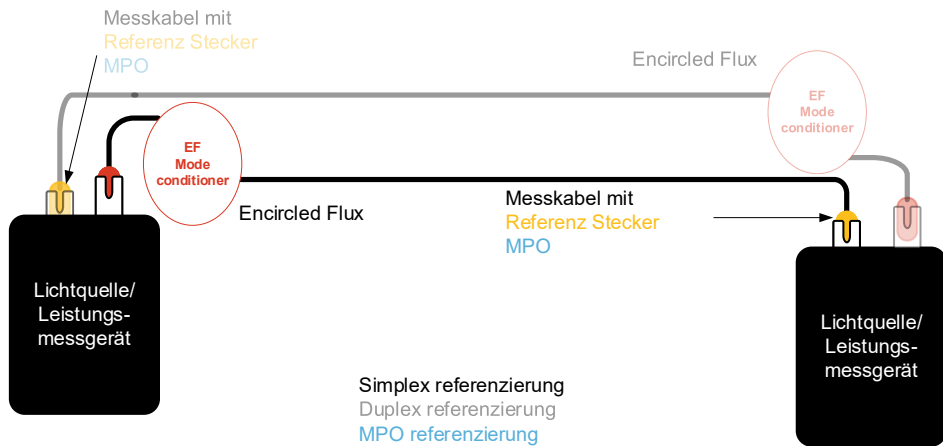 Messkabel mit
Referenz Stecker
MPO
Encircled Flux
EF
Mode
conditioner
EF
Mode
conditioner
Encircled Flux
Messkabel mit
Referenz Stecker
MPO
Lichtquelle/
Leistungs-
messgerät
Lichtquelle/
Leistungs-
messgerät
Simplex referenzierung
Duplex referenzierung
MPO referenzierung